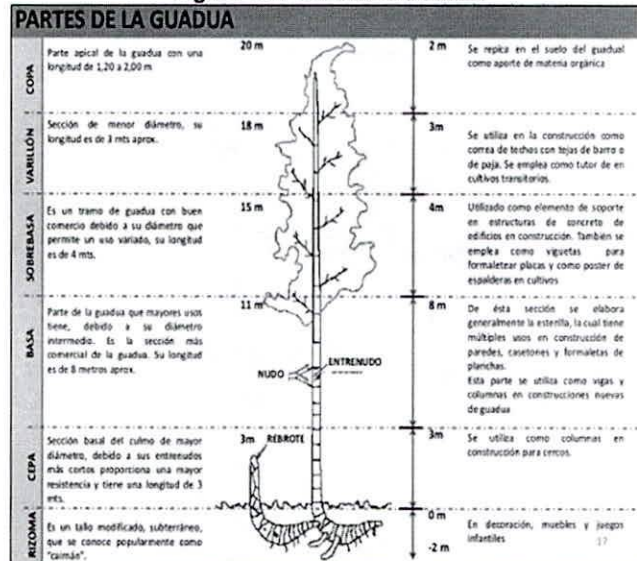 PARTES DE LA GUADUA
COPA
Parte apical de la guadua con una
longitud de 1,20 a 2,00 m
20 m
2 m
Se repica en el suelo del guadual
como aporte de materia orgánica
VARILLÓN
Sección de menor diámetro, su
longitud es de 3 mts aprox.
18 m
3m
Se utiliza en la construcción como
correa de techos con tejas de barro o
de paja. Se emplea como tutor de en
cultivos transitorios.
SOBREBASA
Es un tramo de guadua con buen
comercio debido a su diámetro que
permite un uso variado, su longitud
es de 4 mts.
15 m
4m
Utilizado como elemento de soporte
en estructuras de concreto de
edificios en construcción. También se
emplea como viguetas para
formaletear placas y como poster de
espalderas en cultivos
BASA
Parte de la guadua que mayores usos
tiene, debido a su diámetro
intermedio. Es la sección más
comercial de la guadua. Su longitud
es de 8 metros aprox.
11 m
8 m
NUDO
ENTRENUDO
De ésta sección se elabora
generalmente la esterilla, la cual tiene
múltiples usos en construcción de
paredes, casetones y formaletas de
planchas.
Esta parte se utiliza como vigas y
columnas en construcciones nuevas
de guadua
CEPA
Sección basal del culmo de mayor
diámetro, debido a sus entrenudos
más cortos proporciona una mayor
resistencia y tiene una longitud de 3
mts.
3m
REBROTE
3m
Se utiliza como columnas en
construcción para cercos.
RIZOMA
Es un tallo modificado, subterráneo,
que se conoce popularmente como
"caimán".
0 m
-2 m
En decoración, muebles y juegos
infantiles
17